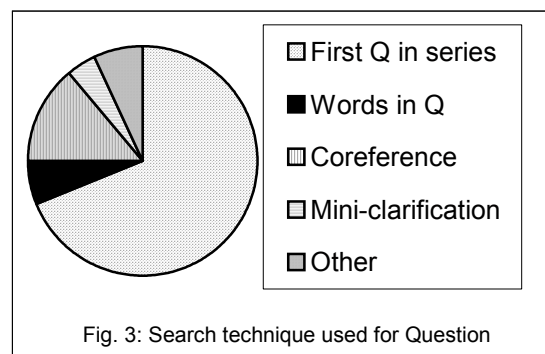 First Q in series
Words in Q
Coreference
Mini-clarification
Other
Fig. 3: Search technique used for Question